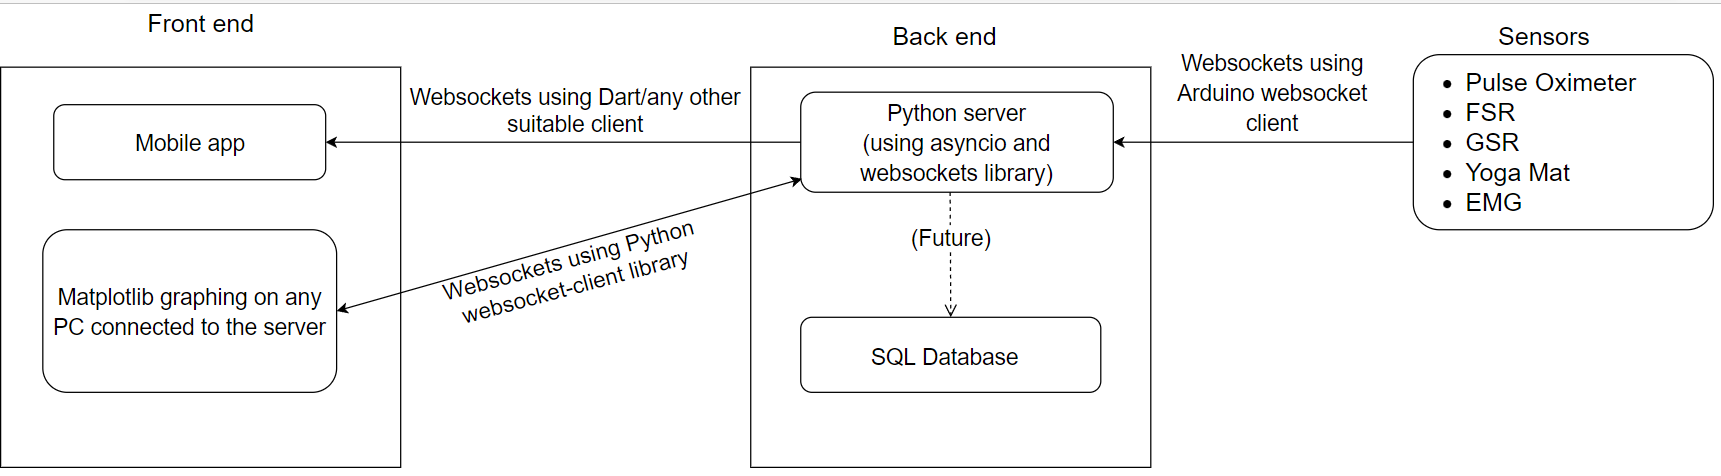 Front end
Mobile app
Matplotlib graphing on any
PC connected to the server
Websockets using Dart/any other
suitable client
Websockets using Python
websocket-client library
Back end
Python server
(using asyncio and
websockets library)
(Future)
SQL Database
Websockets using
Arduino websocket
client
Sensors
• Pulse Oximeter
• FSR
• GSR
• Yoga Mat
• EMG